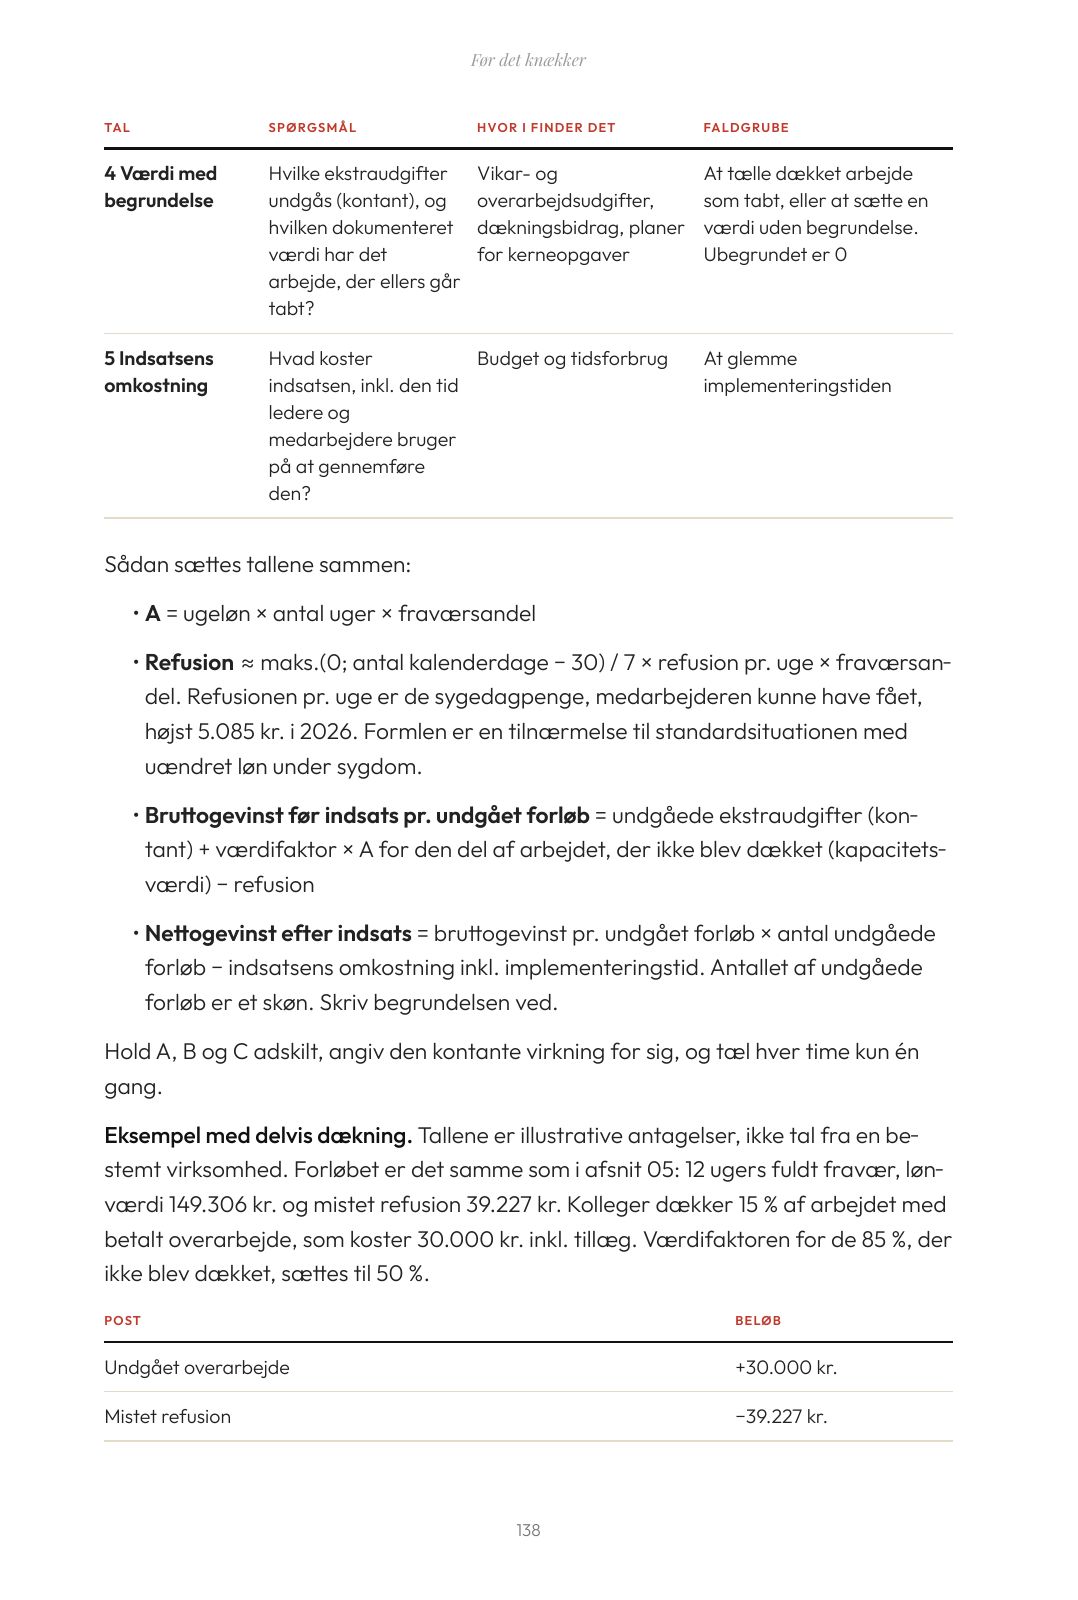 Før det knækker
TAL SPØRGSMÅL HVOR I FINDER DET FALDGRUBE
4 Værdi med begrundelse
Hvilke ekstraudgifter
undgås (kontant), og
hvilken dokumenteret
værdi har det
arbejde, der ellers går
tabt?
Vikar- og
overarbejdsudgifter,
dækningsbidrag, planer
for kerneopgaver
At tælle dækket arbejde
som tabt, eller at sætte en
værdi uden begrundelse.
Ubegrundet er 0
5 Indsatsens
omkostning
Hvad koster
indsatsen, inkl. den tid
ledere og
medarbejdere bruger
på at gennemføre
den?
Budget og tidsforbrug
At glemme
implementeringstiden
Sådan sættes tallene sammen:
• A = ugeløn × antal uger × fraværsandel
• Refusion ≈ maks.(0; antal kalenderdage − 30) / 7 × refusion pr. uge × fraværsan-
del. Refusionen pr. uge er de sygedagpenge, medarbejderen kunne have fået,
højst 5.085 kr. i 2026. Formlen er en tilnærmelse til standardsituationen med
uændret løn under sygdom.
• Bruttogevinst før indsats pr. undgået forløb = undgåede ekstraudgifter (kon-
tant) + værdifaktor × A for den del af arbejdet, der ikke blev dækket (kapacitets-
værdi) − refusion
• Nettogevinst efter indsats = bruttogevinst pr. undgået forløb × antal undgåede
forløb − indsatsens omkostning inkl. implementeringstid. Antallet af undgåede
forløb er et skøn. Skriv begrundelsen ved.
Hold A, B og C adskilt, angiv den kontante virkning for sig, og tæl hver time kun én
gang.
Eksempel med delvis dækning. Tallene er illustrative antagelser, ikke tal fra en be-
stemt virksomhed. Forløbet er det samme som i afsnit 05: 12 ugers fuldt fravær, løn-
værdi 149.306 kr. og mistet refusion 39.227 kr. Kolleger dækker 15 % af arbejdet med
betalt overarbejde, som koster 30.000 kr. inkl. tillæg. Værdifaktoren for de 85 %, der
ikke blev dækket, sættes til 50 %.
POST BELØB
Undgået overarbejde +30.000 kr.
Mistet refusion −39.227 kr.
138